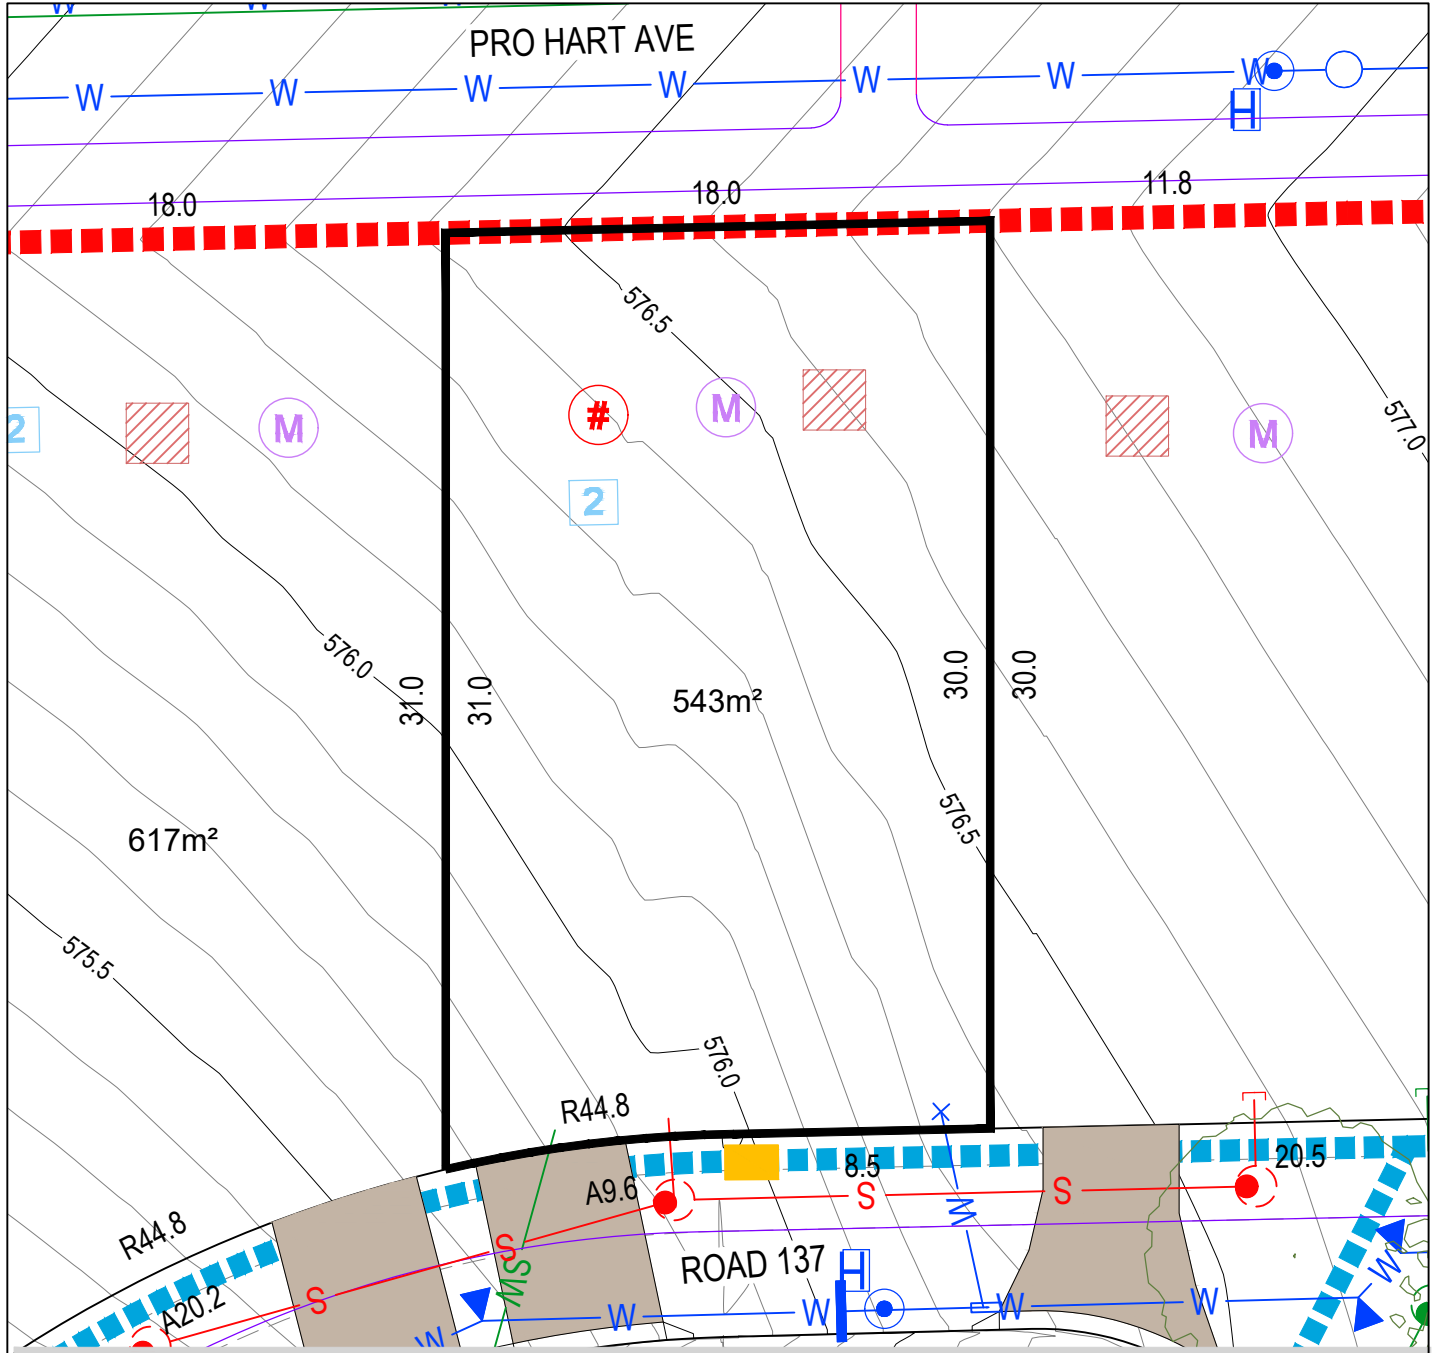 W W
PRO HART AVE
W W W W W W W
H
18.0 18.0 11.8
576.5
577.0
2 M # M M
2
576.0
31.0 31.0 30.0 30.0
543m²
576.5
617m²
575.5
576.0
R44.8
8.5 20.5
A9.6 S S
W
R44.8
S SW ROAD 137 H W
A20.2 S W W W W
W